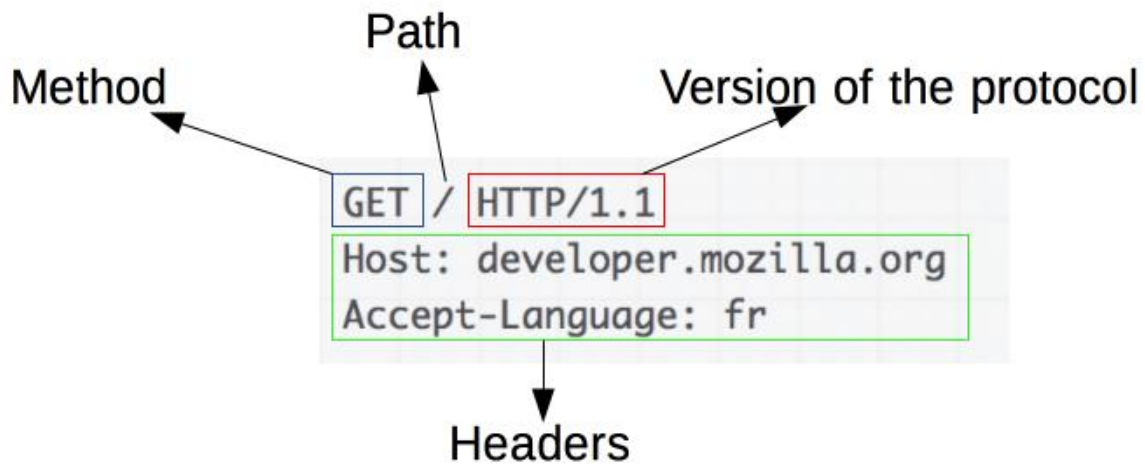 Path
Method
Version of the protocol
GET / HTTP/1.1
Host: developer.mozilla.org
Accept-Language: fr
Headers